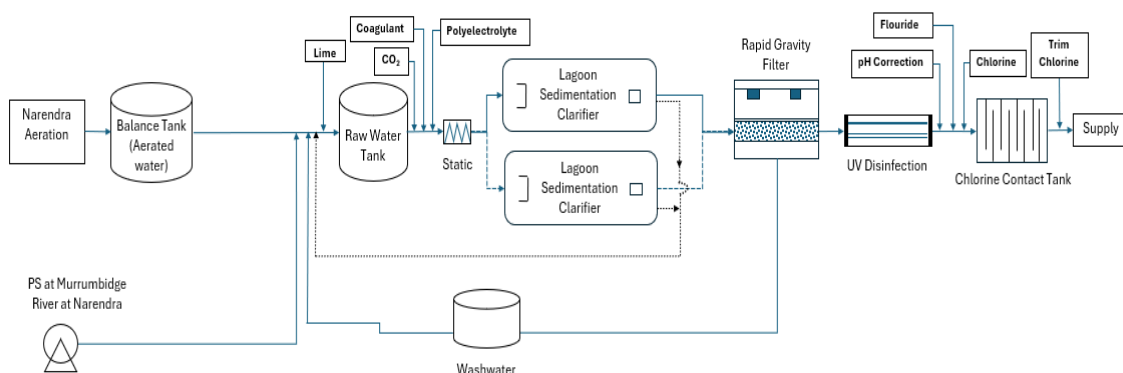 Narendra
Aeration
Balance Tank
(Aerated
water)
Lime
Raw Water
Tank
CO₂
Coagulant
Polyelectrolyte
Static
Lagoon
Sedimentation
Clarifier
Lagoon
Sedimentation
Clarifier
Rapid Gravity
Filter
UV Disinfection
pH Correction
Flouride
Chlorine
Chlorine Contact Tank
Trim
Chlorine
Supply
PS at Murrumbidge
River at Narendra
Washwater